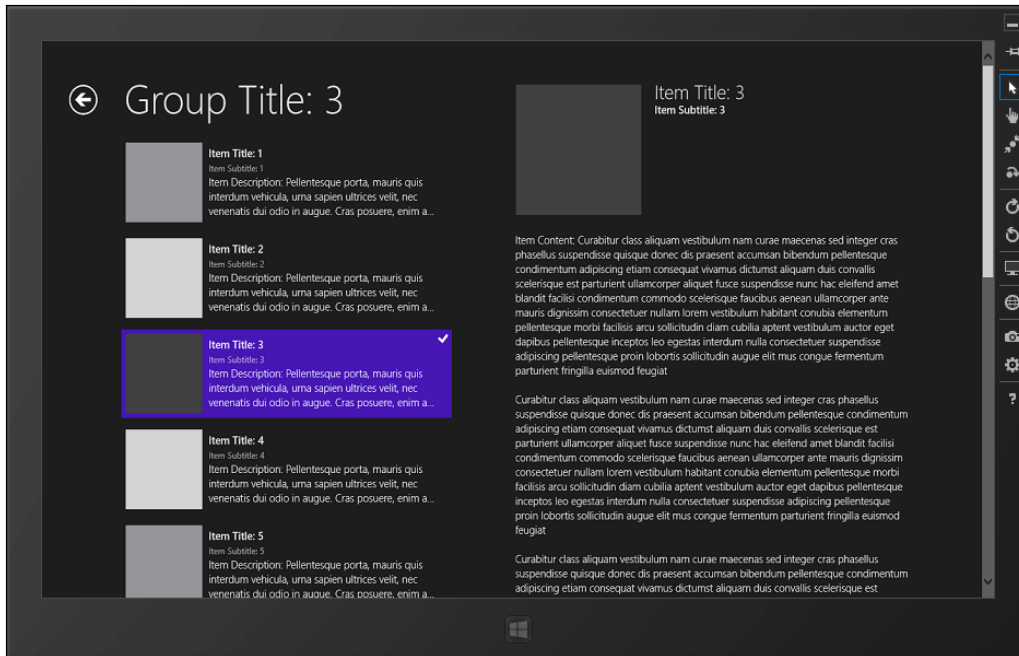 Group Title: 3
Item Title: 1
Item Subtitle: 1
Item Description: Pellentesque porta, mauris quis
interdum vehicula, urna sapien ultrices velit, nec
venenatis dui odio in augue. Cras posuere, enim a...
Item Title: 2
Item Subtitle: 2
Item Description: Pellentesque porta, mauris quis
interdum vehicula, urna sapien ultrices velit, nec
venenatis dui odio in augue. Cras posuere, enim a...
Item Title: 3
Item Subtitle: 3
Item Description: Pellentesque porta, mauris quis
interdum vehicula, urna sapien ultrices velit, nec
venenatis dui odio in augue. Cras posuere, enim a...
Item Title: 4
Item Subtitle: 4
Item Description: Pellentesque porta, mauris quis
interdum vehicula, urna sapien ultrices velit, nec
venenatis dui odio in augue. Cras posuere, enim a...
Item Title: 5
Item Subtitle: 5
Item Description: Pellentesque porta, mauris quis
interdum vehicula, urna sapien ultrices velit, nec
venenatis dui odio in augue. Cras posuere, enim a...
Item Title: 3
Item Subtitle: 3
Item Content: Curabitur class aliquam vestibulum nam curae maecenas sed integer cras
phasellus suspendisse quisque donec dis praesent accumsan bibendum pellentesque
condimentum adipiscing etiam consequat vivamus dictumst aliquam duis convallis
scelerisque est parturient ullamcorper aliquet fusce suspendisse nunc hac eleifend amet
blandit facilisi condimentum commodo scelerisque faucibus aenean ullamcorper ante
mauris dignissim consectetuer nullam lorem vestibulum habitant conubia elementum
pellentesque morbi facilisis arcu sollicitudin diam cubilia aptent vestibulum auctor eget
dapibus pellentesque inceptos leo egestas interdum nulla consectetuer suspendisse
adipiscing pellentesque proin lobortis sollicitudin augue elit mus congue fermentum
parturient fringilla euismod feugiat
Curabitur class aliquam vestibulum nam curae maecenas sed integer cras phasellus
suspendisse quisque donec dis praesent accumsan bibendum pellentesque condimentum
adipiscing etiam consequat vivamus dictumst aliquam duis convallis scelerisque est
parturient ullamcorper aliquet fusce suspendisse nunc hac eleifend amet blandit facilisi
condimentum commodo scelerisque faucibus aenean ullamcorper ante mauris dignissim
consectetuer nullam lorem vestibulum habitant conubia elementum pellentesque morbi
facilisis arcu sollicitudin diam cubilia aptent vestibulum auctor eget dapibus pellentesque
inceptos leo egestas interdum nulla consectetuer suspendisse adipiscing pellentesque
proin lobortis sollicitudin augue elit mus congue fermentum parturient fringilla euismod
feugiat
Curabitur class aliquam vestibulum nam curae maecenas sed integer cras phasellus
suspendisse quisque donec dis praesent accumsan bibendum pellentesque condimentum
adipiscing etiam consequat vivamus dictumst aliquam duis convallis scelerisque est
?